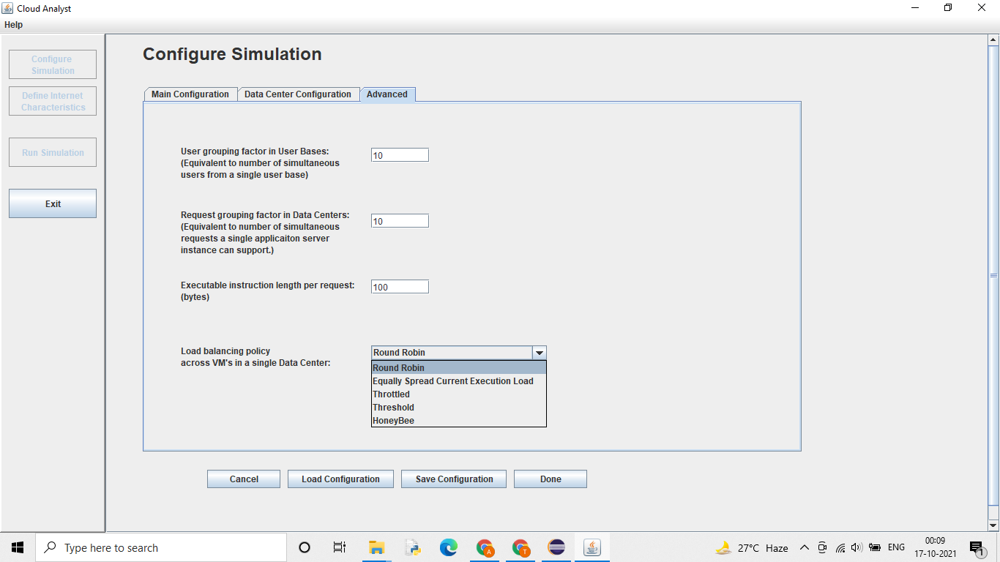 Cloud Analyst
Help
Configure
Simulation
Define Internet
Characteristics
Run Simulation
Exit
Configure Simulation
Main Configuration
Data Center Configuration
Advanced
User grouping factor in User Bases:
(Equivalent to number of simultaneous
users from a single user base)
10
Request grouping factor in Data Centers:
(Equivalent to number of simultaneous
requests a single applicaiton server
instance can support.)
10
Executable instruction length per request:
(bytes)
100
Load balancing policy
across VM's in a single Data Center:
Round Robin
Round Robin
Equally Spread Current Execution Load
Throttled
Threshold
HoneyBee
Cancel
Load Configuration
Save Configuration
Done
Type here to search
A
T
27°C Haze
ENG
00:09
17-10-2021
1